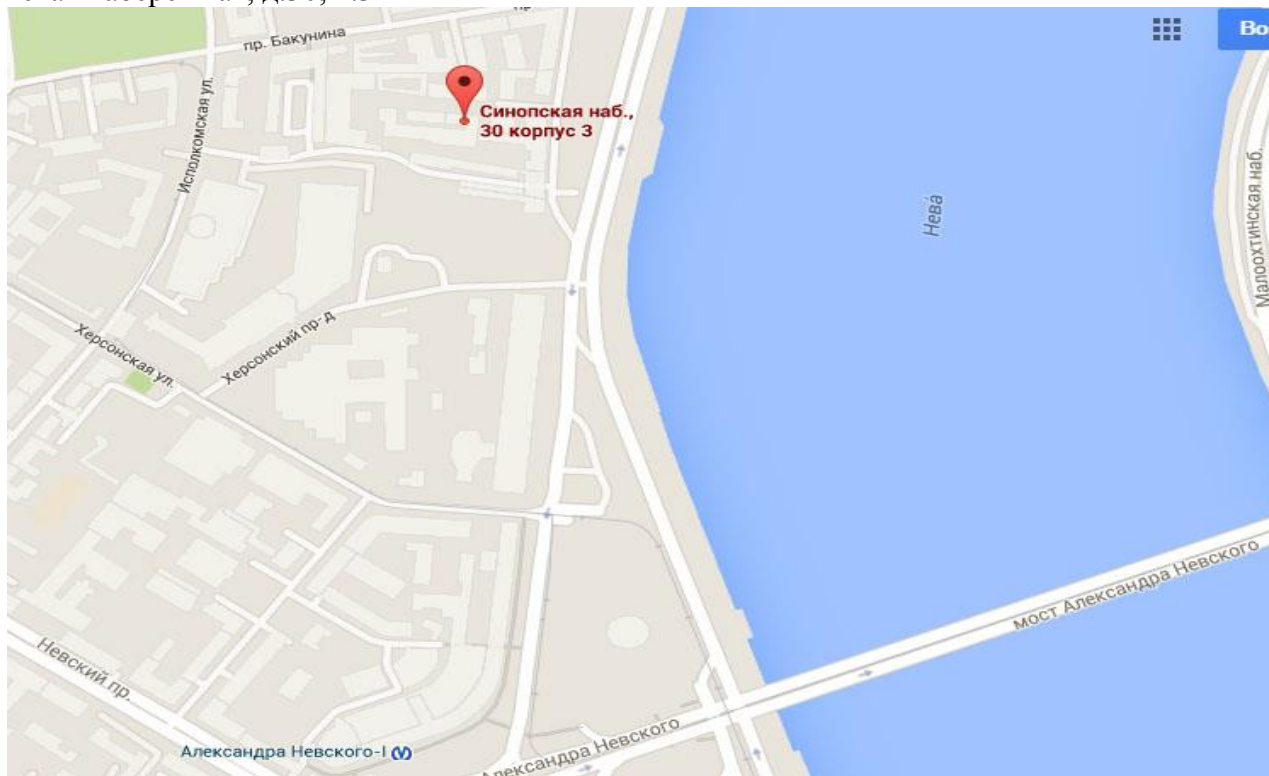 пр. Бакунина
Во
Синопская наб.,
30 корпус 3
Исполкомская ул.
Нева́
Малоохтинская наб.
Херсонский пр-д
Херсонская ул.
мост Александра Невского
Невский пр.
Александра Невского-I
Александра Невского